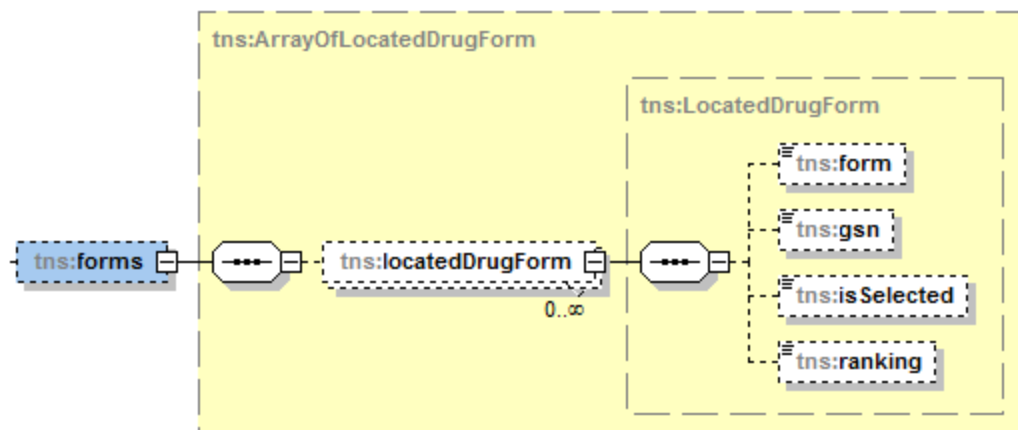 tns:ArrayOfLocatedDrugForm
tns:LocatedDrugForm
tns:form
tns:gsn
tns:forms
tns:locatedDrugForm
0..∞
tns:isSelected
tns:ranking